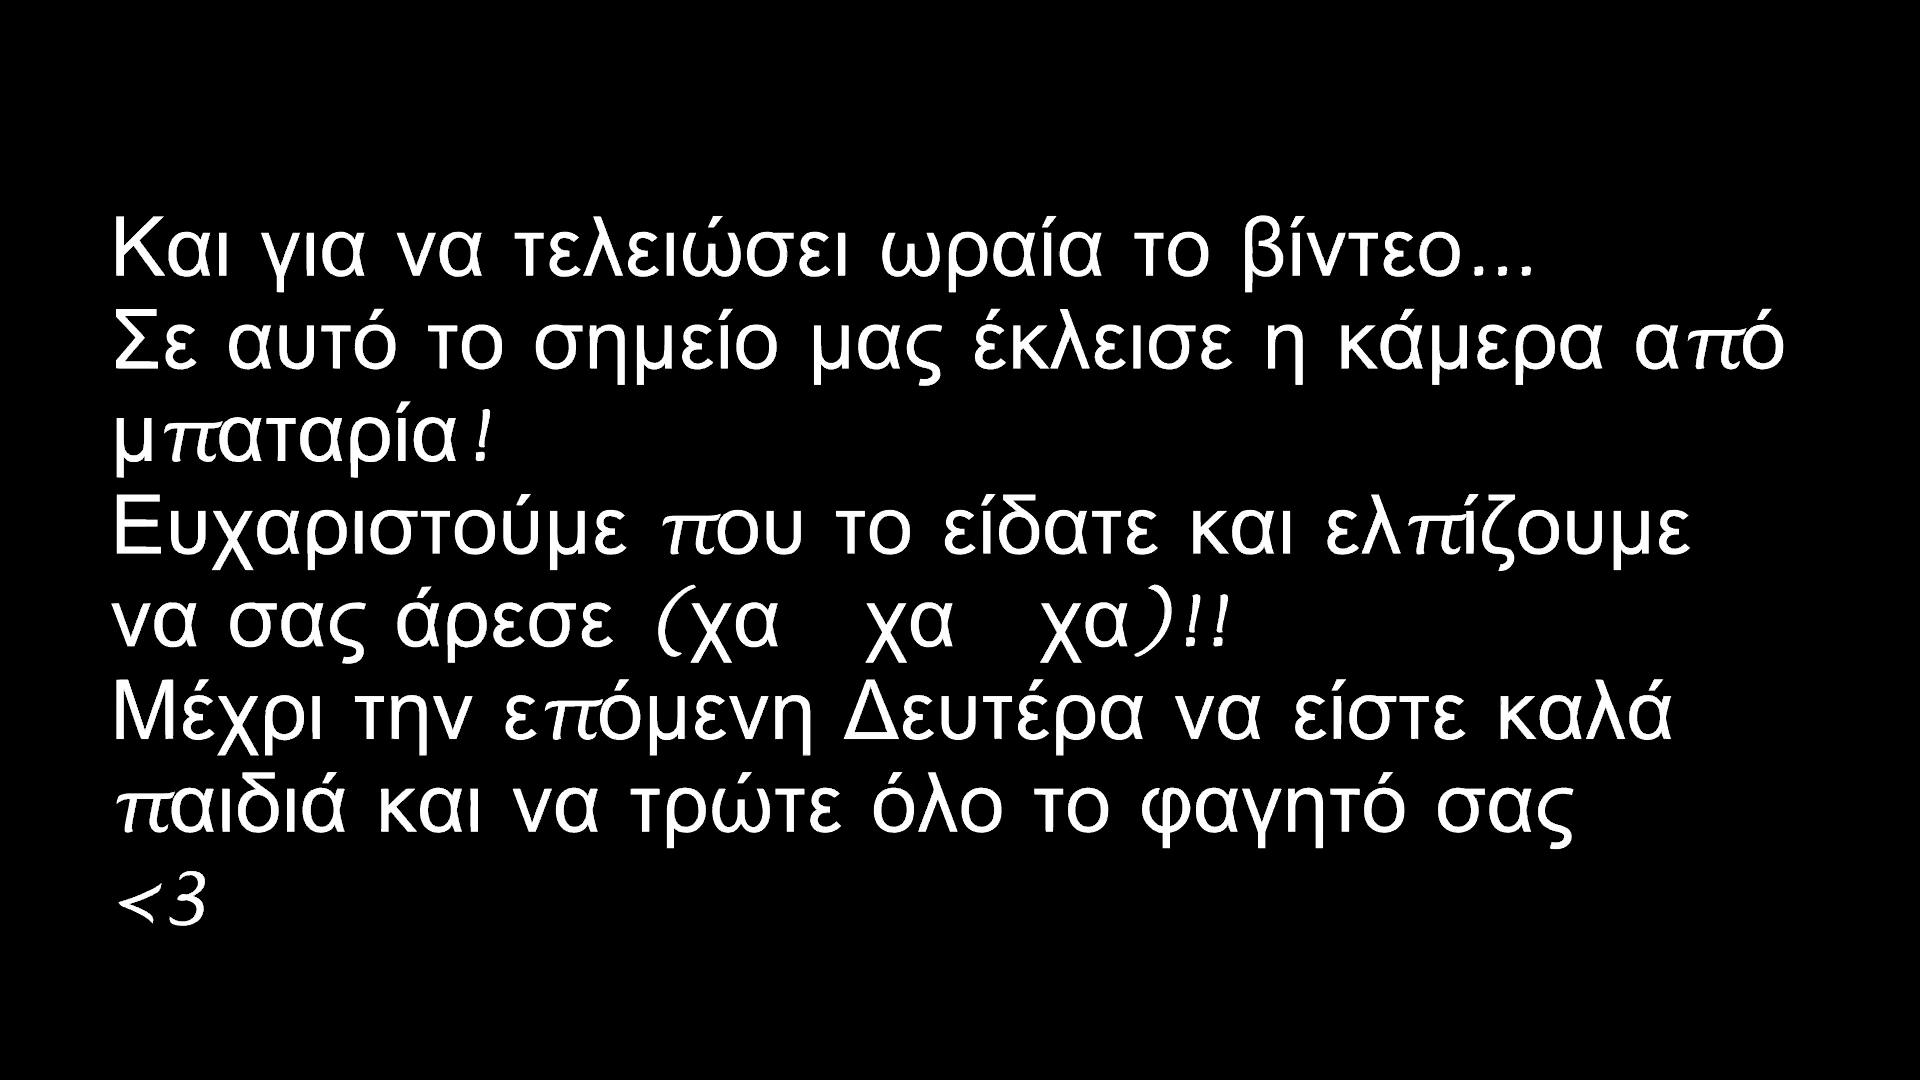 Και για να τελειώσει ωραία το βίντεο...
Σε αυτό το σημείο μας έκλεισε η κάμερα από
μπαταρία!
Ευχαριστούμε που το είδατε και ελπίζουμε
να σας άρεσε (χα χα χα)!!
Μέχρι την επόμενη Δευτέρα να είστε καλά
παιδιά και να τρώτε όλο το φαγητό σας
<3